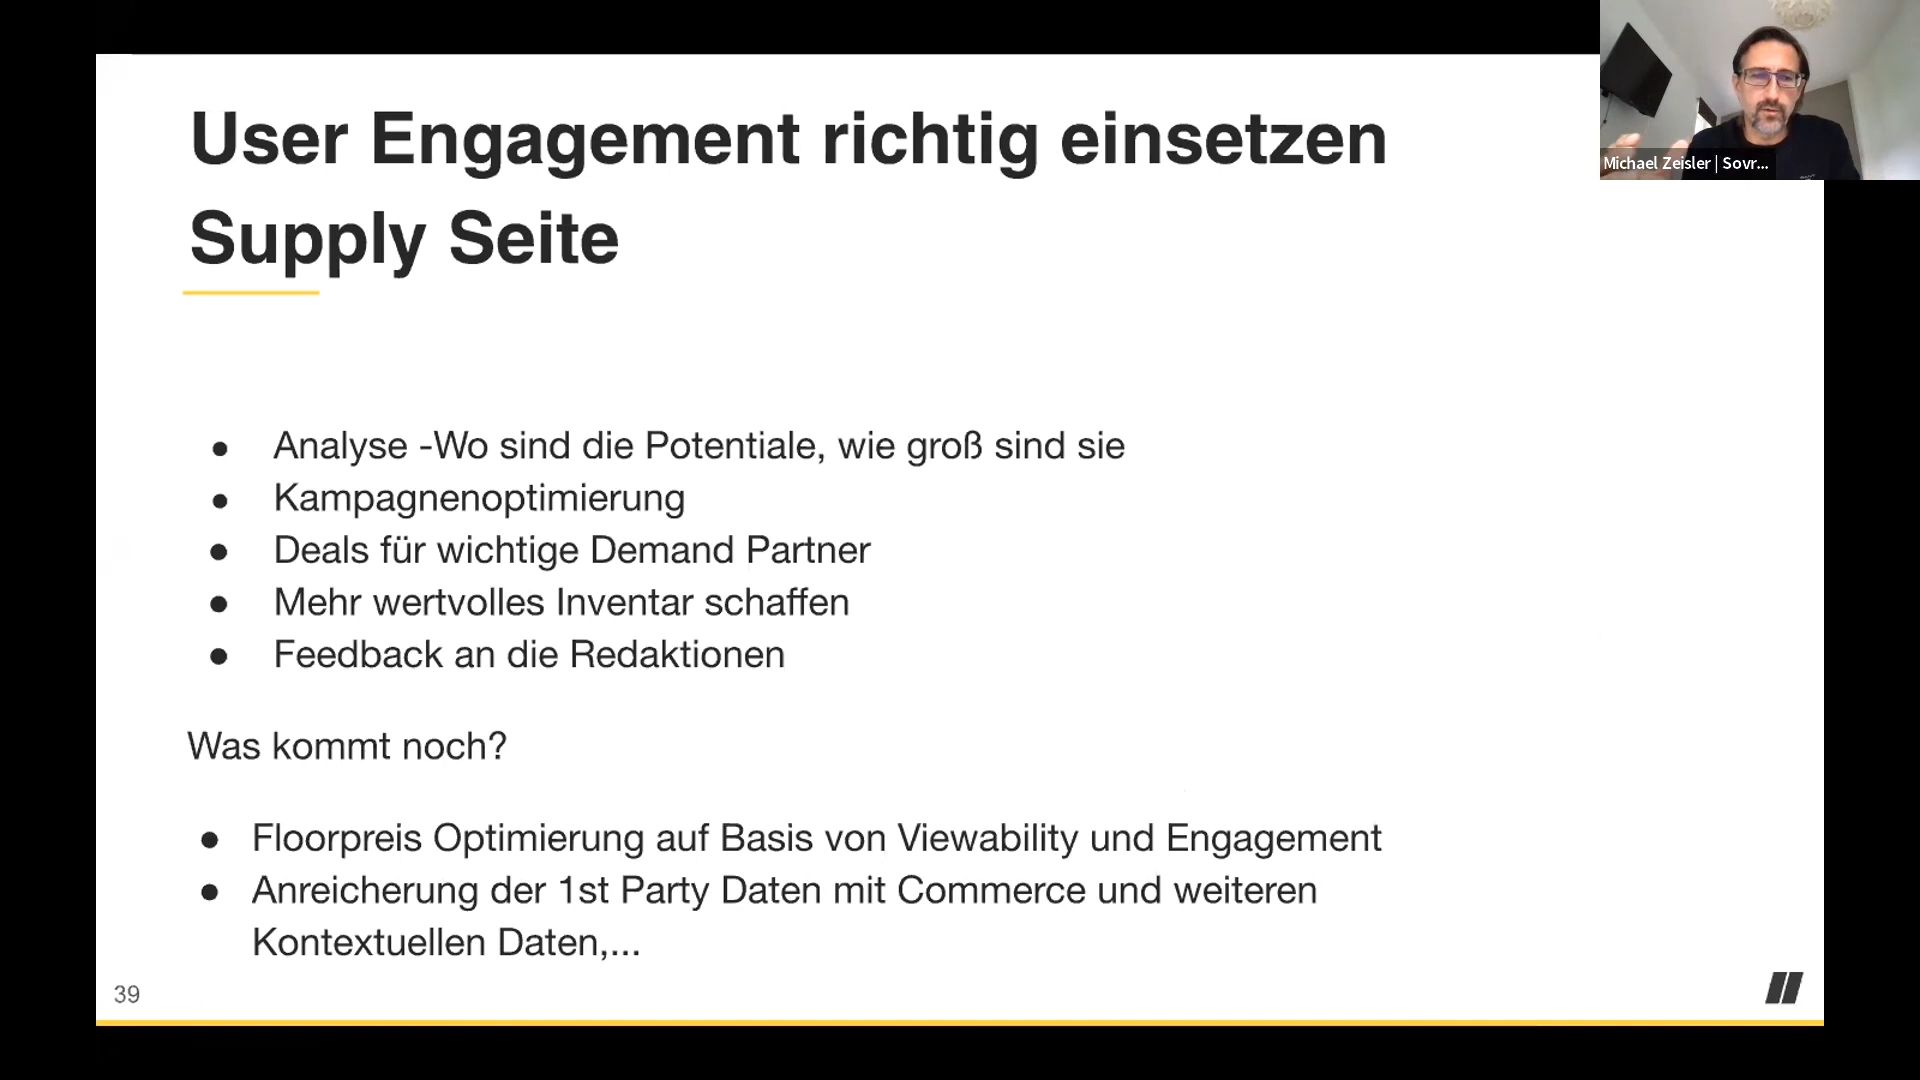 User Engagement richtig einsetzen
Supply Seite
Michael Zeisler | Sovr...
● Analyse -Wo sind die Potentiale, wie groß sind sie
● Kampagnenoptimierung
● Deals für wichtige Demand Partner
● Mehr wertvolles Inventar schaffen
● Feedback an die Redaktionen
Was kommt noch?
● Floorpreis Optimierung auf Basis von Viewability und Engagement
● Anreicherung der 1st Party Daten mit Commerce und weiteren
Kontextuellen Daten,...
39